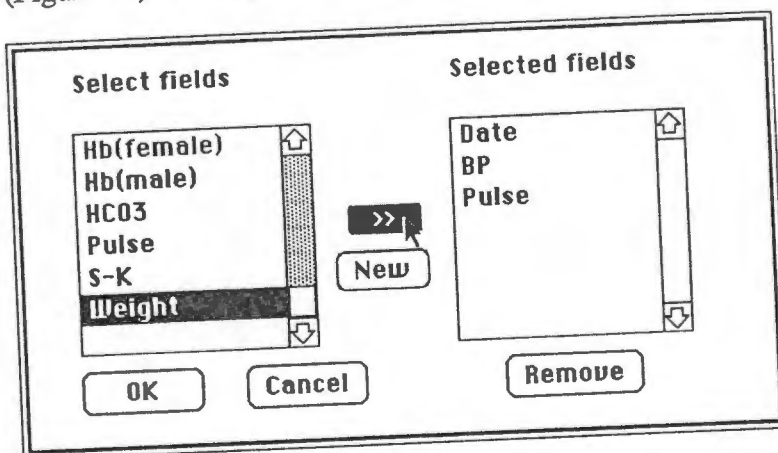 Select fields
Hb(female)
Hb(male)
HCO3
Pulse
S-K
Weight
>>
New
Selected fields
Date
BP
Pulse
OK
Cancel
Remove